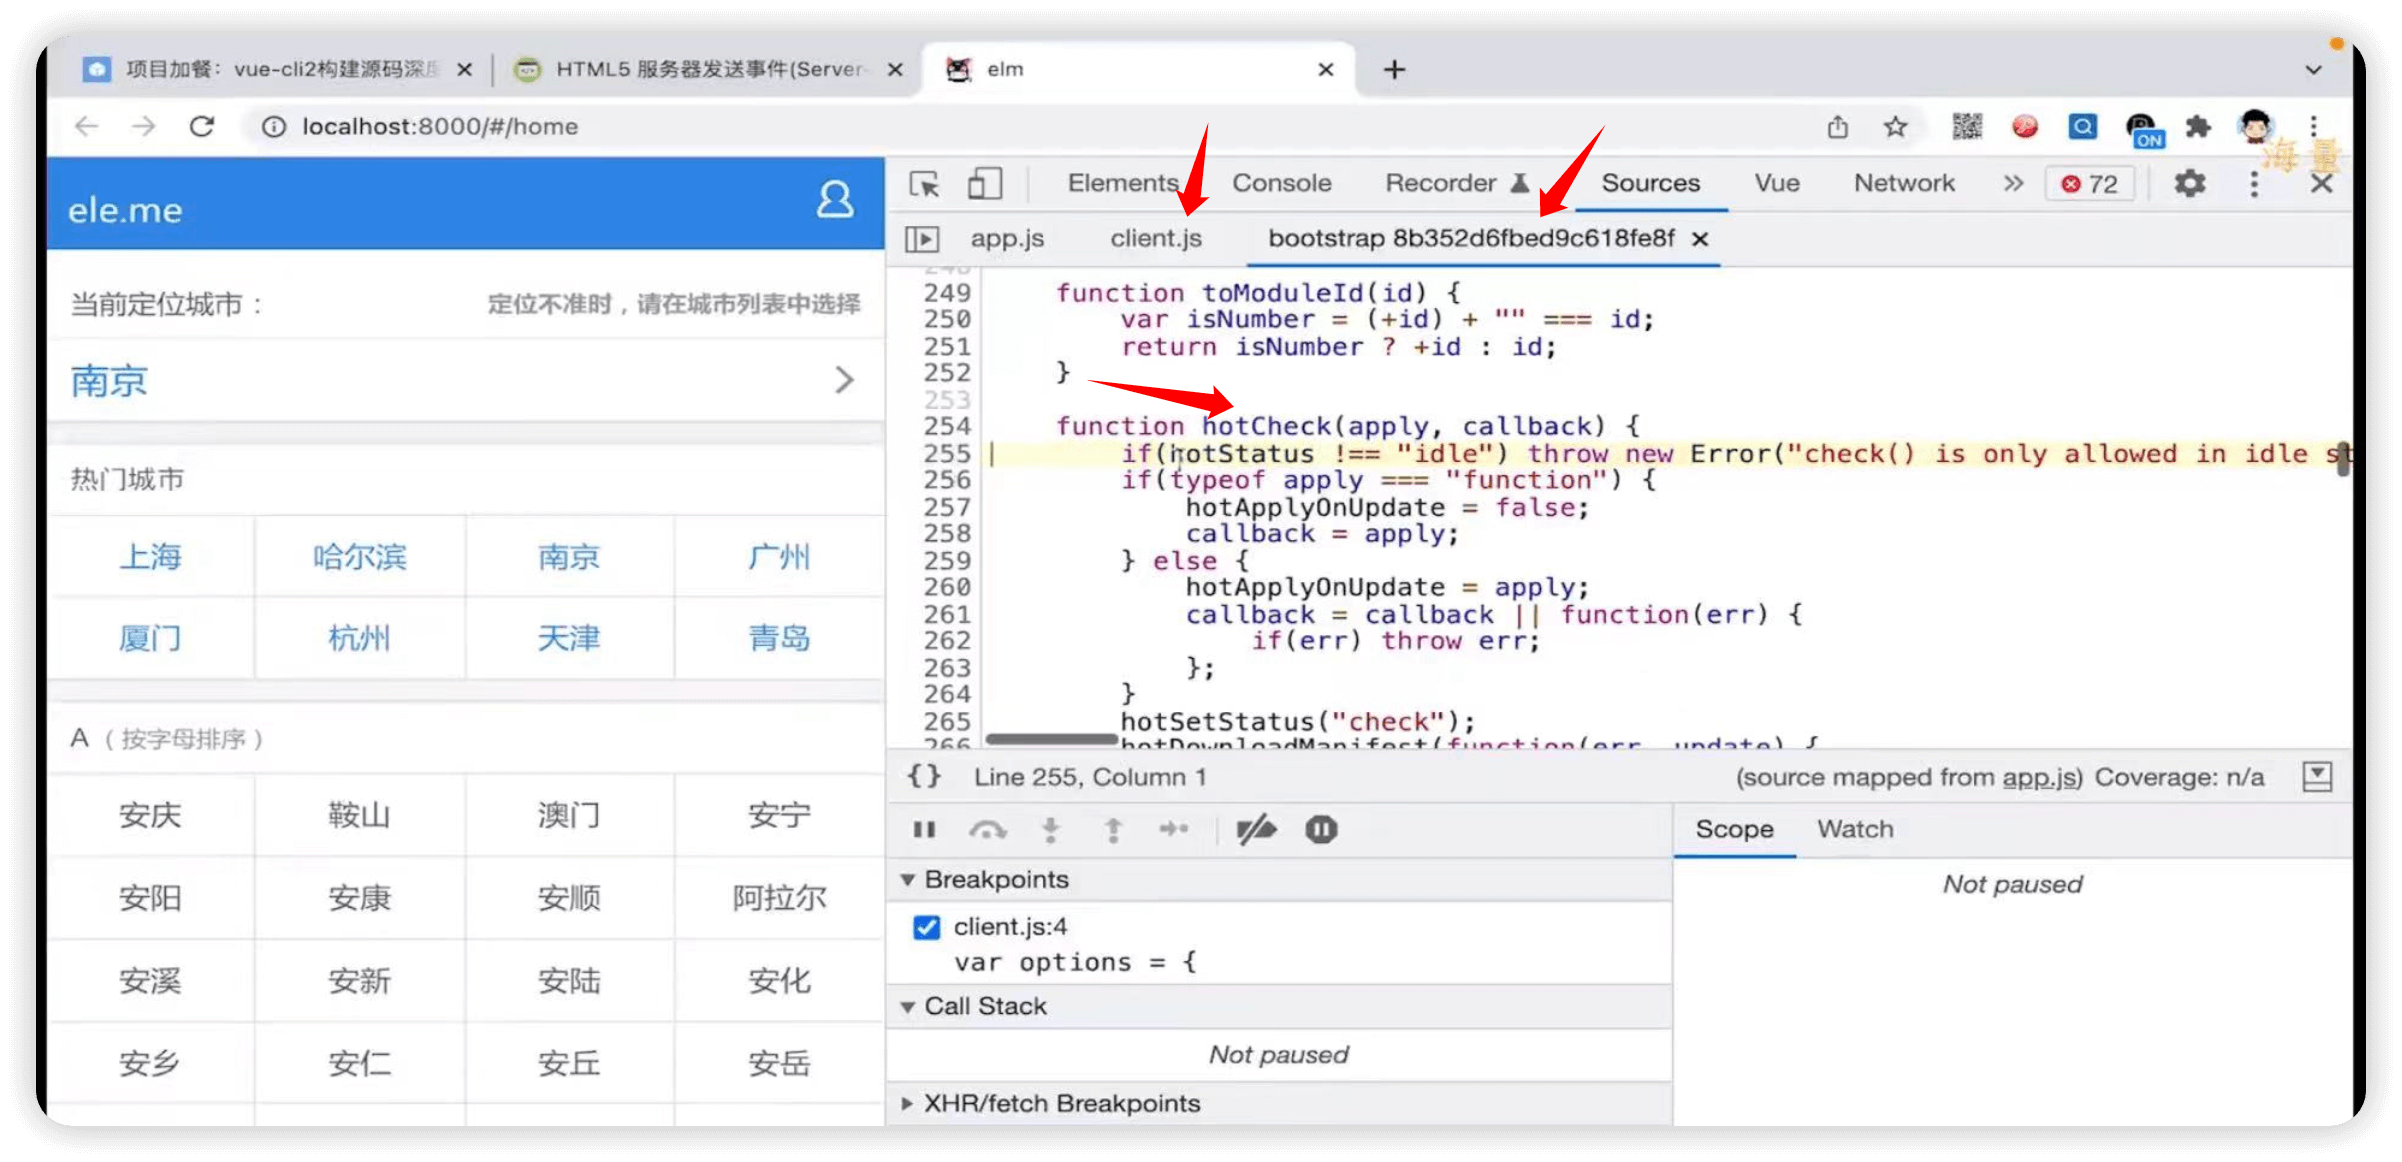 项目加餐：vue-cli2构建源码深
HTML5 服务器发送事件(Server-
elm
localhost:8000/#/home
ON
海量
ele.me
当前定位城市：
定位不准时，请在城市列表中选择
南京
热门城市
上海 哈尔滨 南京 广州
厦门 杭州 天津 青岛
A（按字母排序）
安庆 鞍山 澳门 安宁
安阳 安康 安顺 阿拉尔
安溪 安新 安陆 安化
安乡 安仁 安丘 安岳
Elements Console Recorder Sources Vue Network » 72
app.js client.js bootstrap 8b352d6fbed9c618fe8f
249 function toModuleId(id) {
250 var isNumber = (+id) + "" === id;
251 return isNumber ? +id : id;
252 }
253
254 function hotCheck(apply, callback) {
255 if(hotStatus !== "idle") throw new Error("check() is only allowed in idle st
256 if(typeof apply === "function") {
257 hotApplyOnUpdate = false;
258 callback = apply;
259 } else {
260 hotApplyOnUpdate = apply;
261 callback = callback || function(err) {
262 if(err) throw err;
263 };
264 }
265 hotSetStatus("check");
266 hotDownloadManifest(function(err, update) {
{} Line 255, Column 1
(source mapped from app.js) Coverage: n/a
Scope Watch
Not paused
Breakpoints
client.js:4
var options = {
Call Stack
Not paused
XHR/fetch Breakpoints